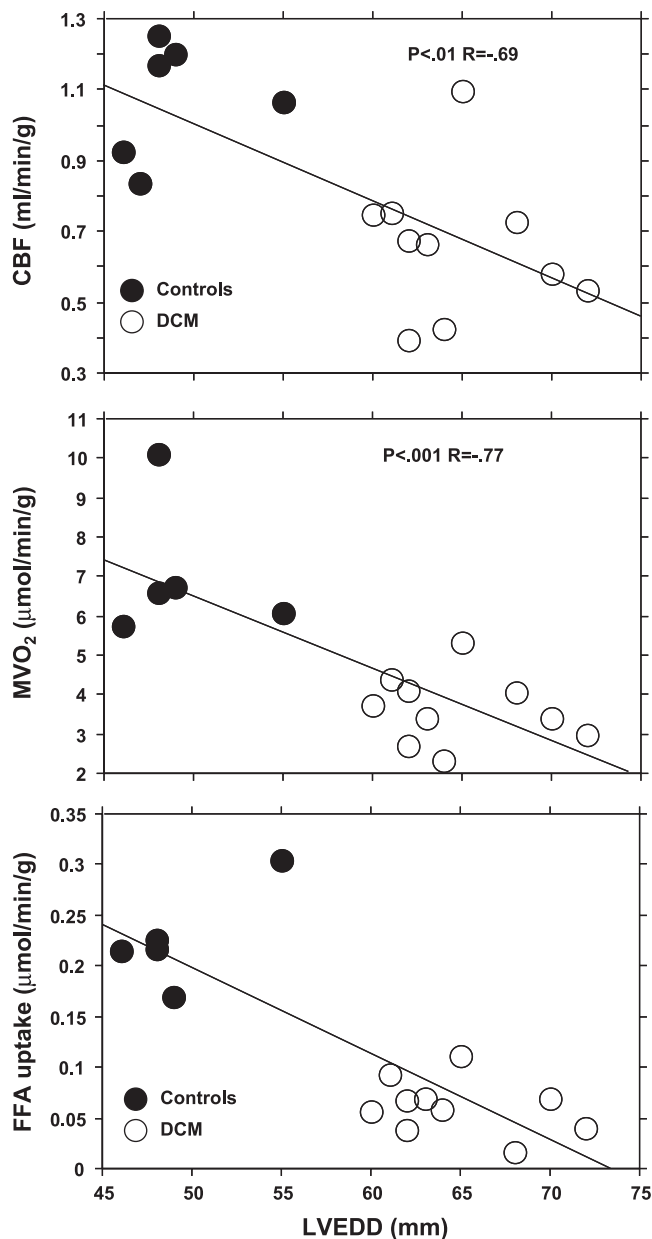 1.3
P<.01 R=-.69
1.1
0.9
CBF (ml/min/g)
0.7
0.5
Controls
DCM
0.3
11
10
P<.001 R=-.77
9
8
7
MVO₂ (μmol/min/g)
6
5
4
3
2
0.35
0.3
0.25
0.2
FFA uptake (μmol/min/g)
0.15
0.1
Controls
0.05
DCM
0
45 50 55 60 65 70 75
LVEDD (mm)